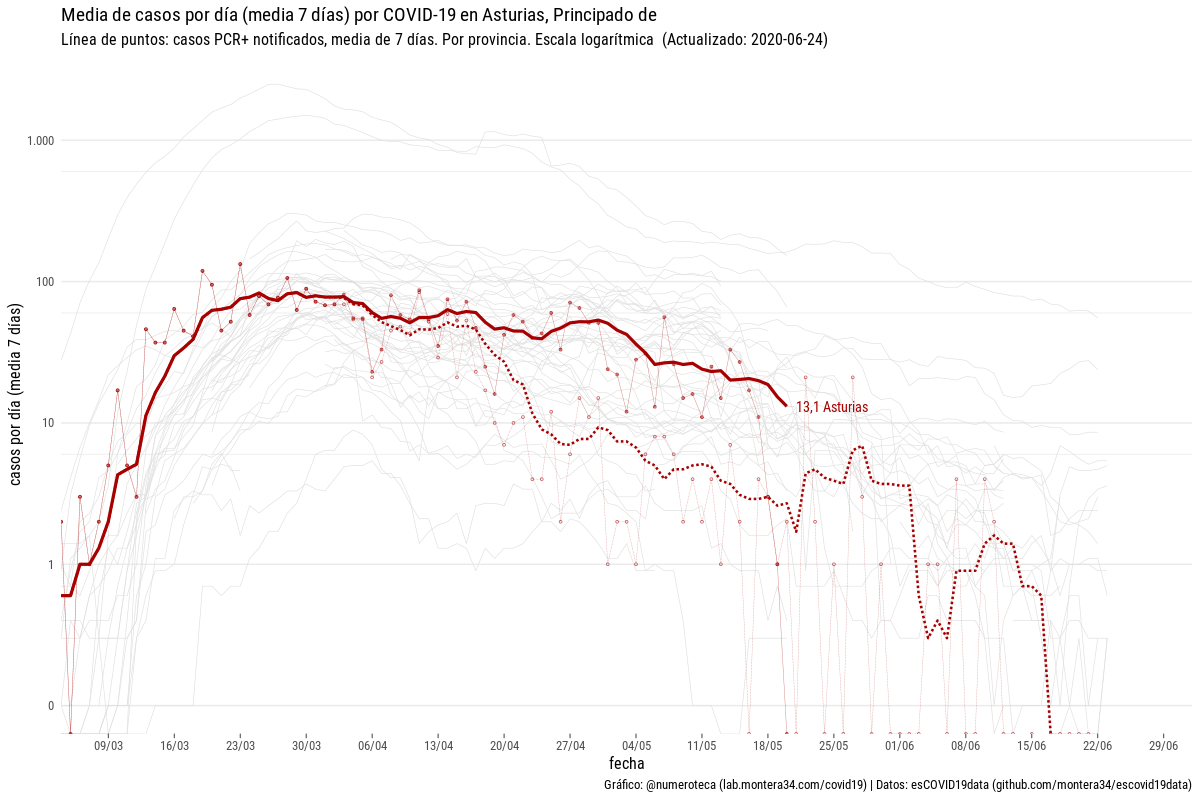 Media de casos por día (media 7 días) por COVID-19 en Asturias, Principado de
Línea de puntos: casos PCR+ notificados, media de 7 días. Por provincia. Escala logarítmica  (Actualizado: 2020-06-24)
casos por día (media 7 días)
1.000
100
10
1
0
13,1 Asturias
09/03 16/03 23/03 30/03 06/04 13/04 20/04 27/04 04/05 11/05 18/05 25/05 01/06 08/06 15/06 22/06 29/06
fecha
Gráfico: @numeroteca (lab.montera34.com/covid19) | Datos: esCOVID19data (github.com/montera34/escovid19data)